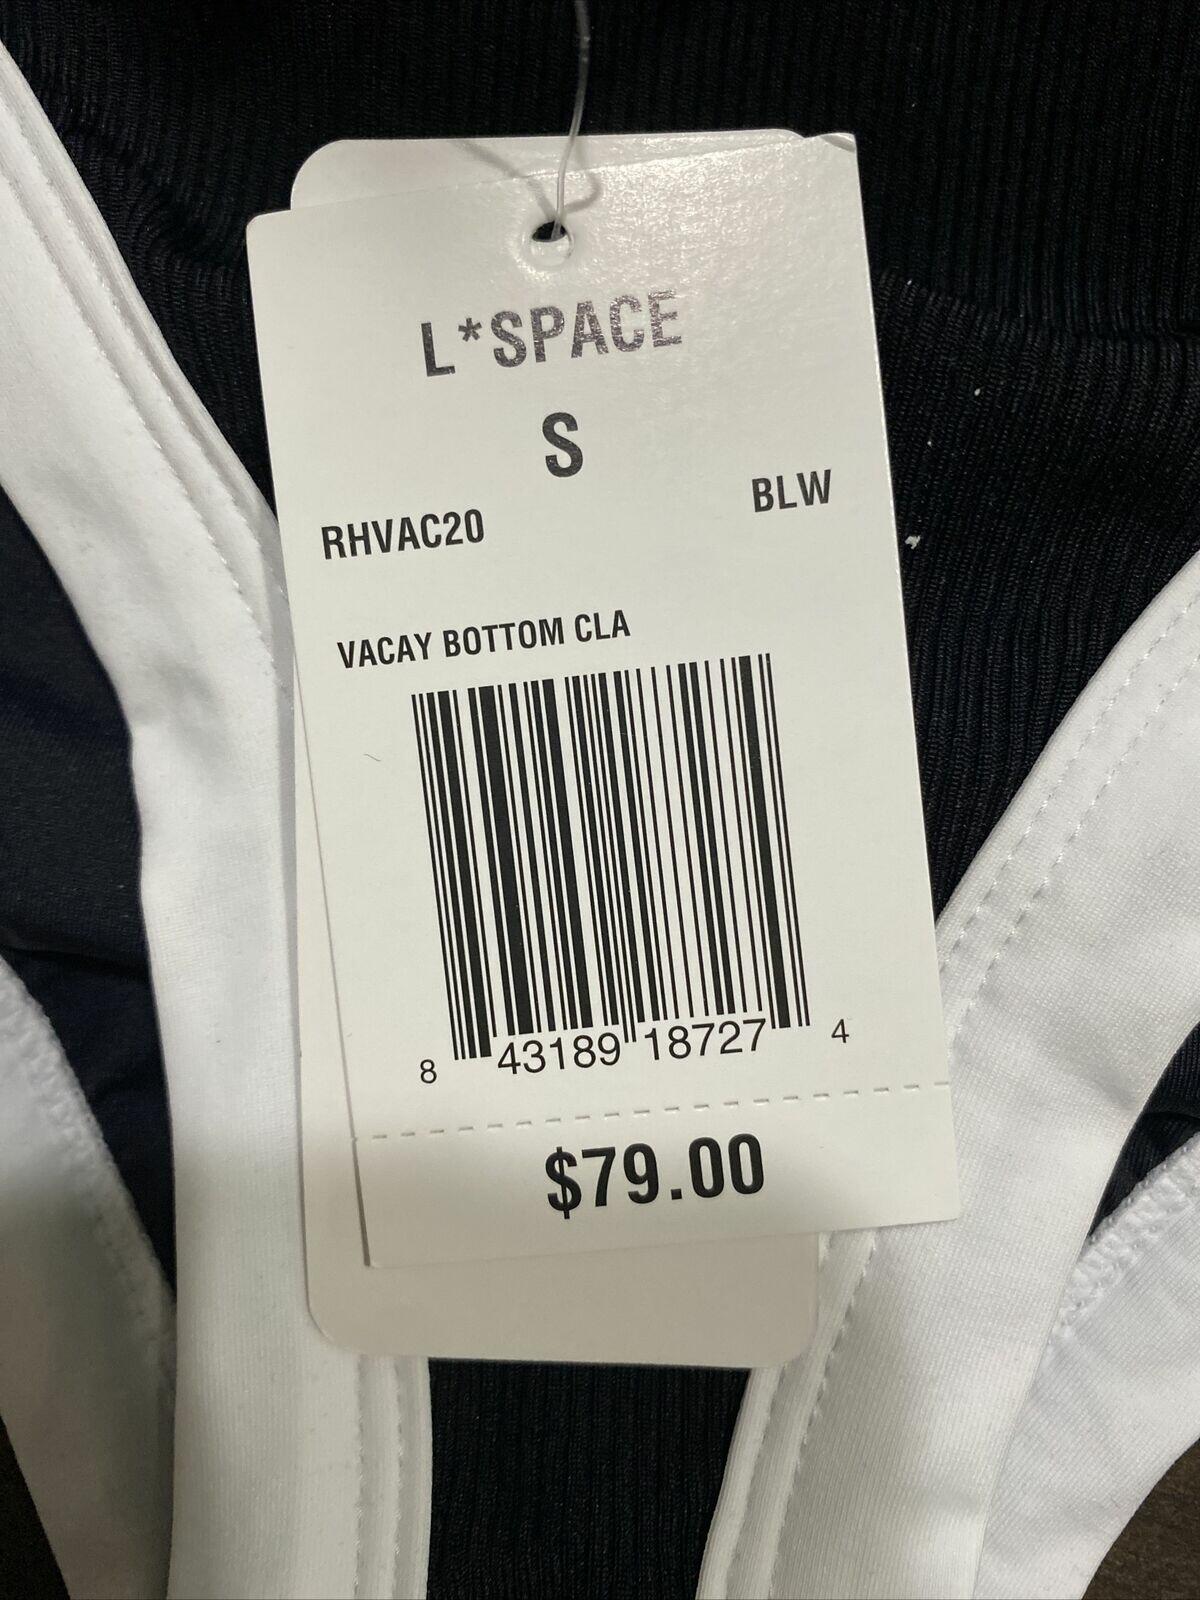 L*SPACE
S
RHVAC20 BLW
VACAY BOTTOM CLA
8 43189 18727 4
$79.00